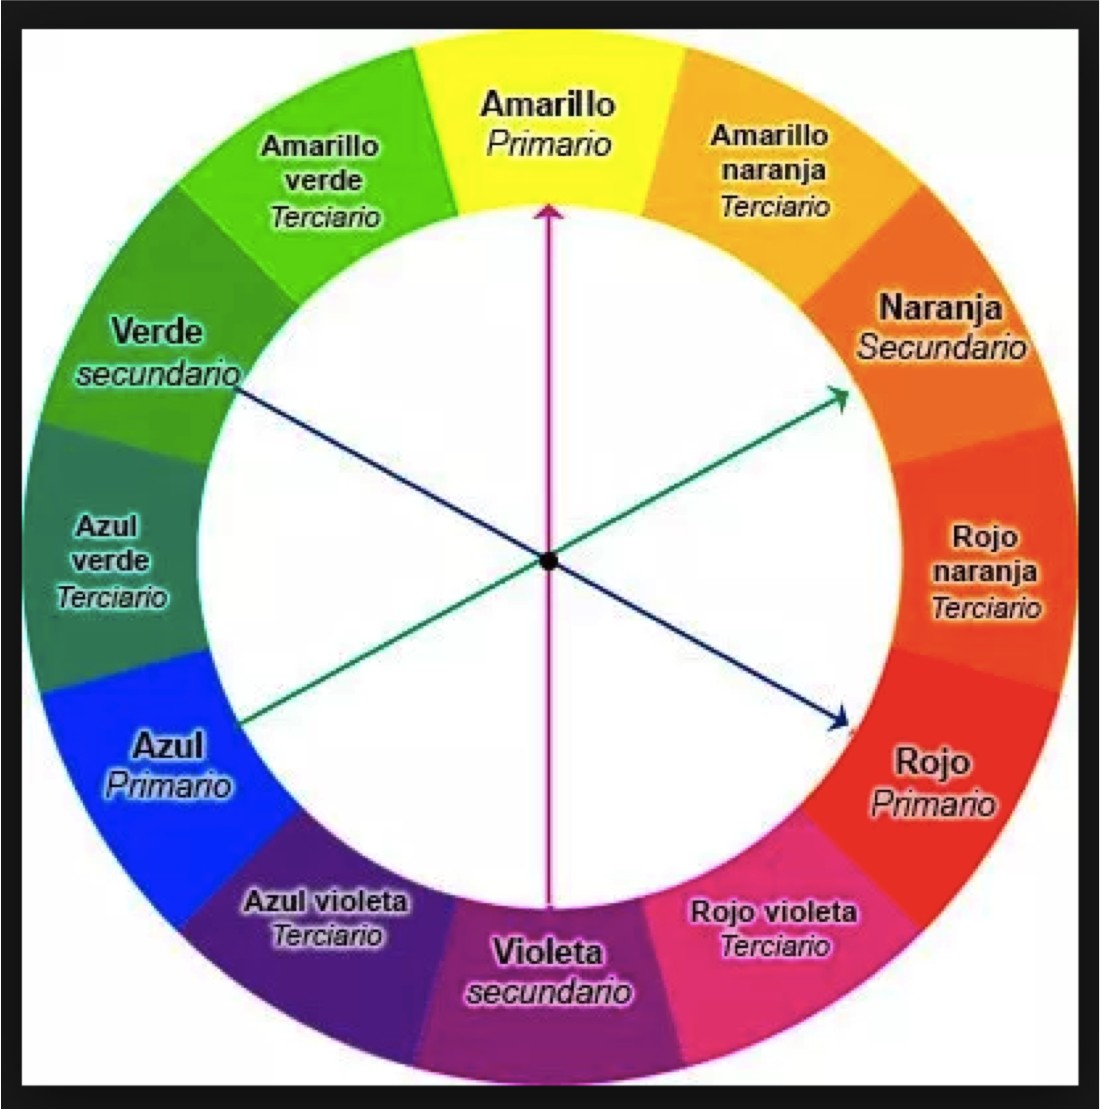 Amarillo
Primario
Amarillo
naranja
Terciario
Naranja
Secundario
Rojo
naranja
Terciario
Rojo
Primario
Rojo violeta
Terciario
Violeta
secundario
Azul violeta
Terciario
Azul
Primario
Azul
verde
Terciario
Verde
secundario
Amarillo
verde
Terciario